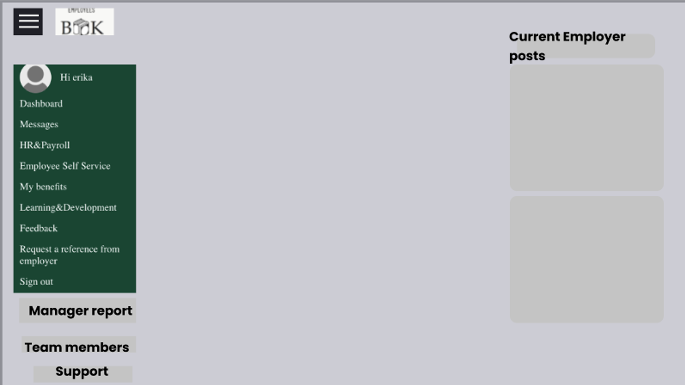 EMPLOYEES
BOOK
Current Employer
posts
Hi erika
Dashboard
Messages
HR&Payroll
Employee Self Service
My benefits
Learning&Development
Feedback
Request a reference from
employer
Sign out
Manager report
Team members
Support